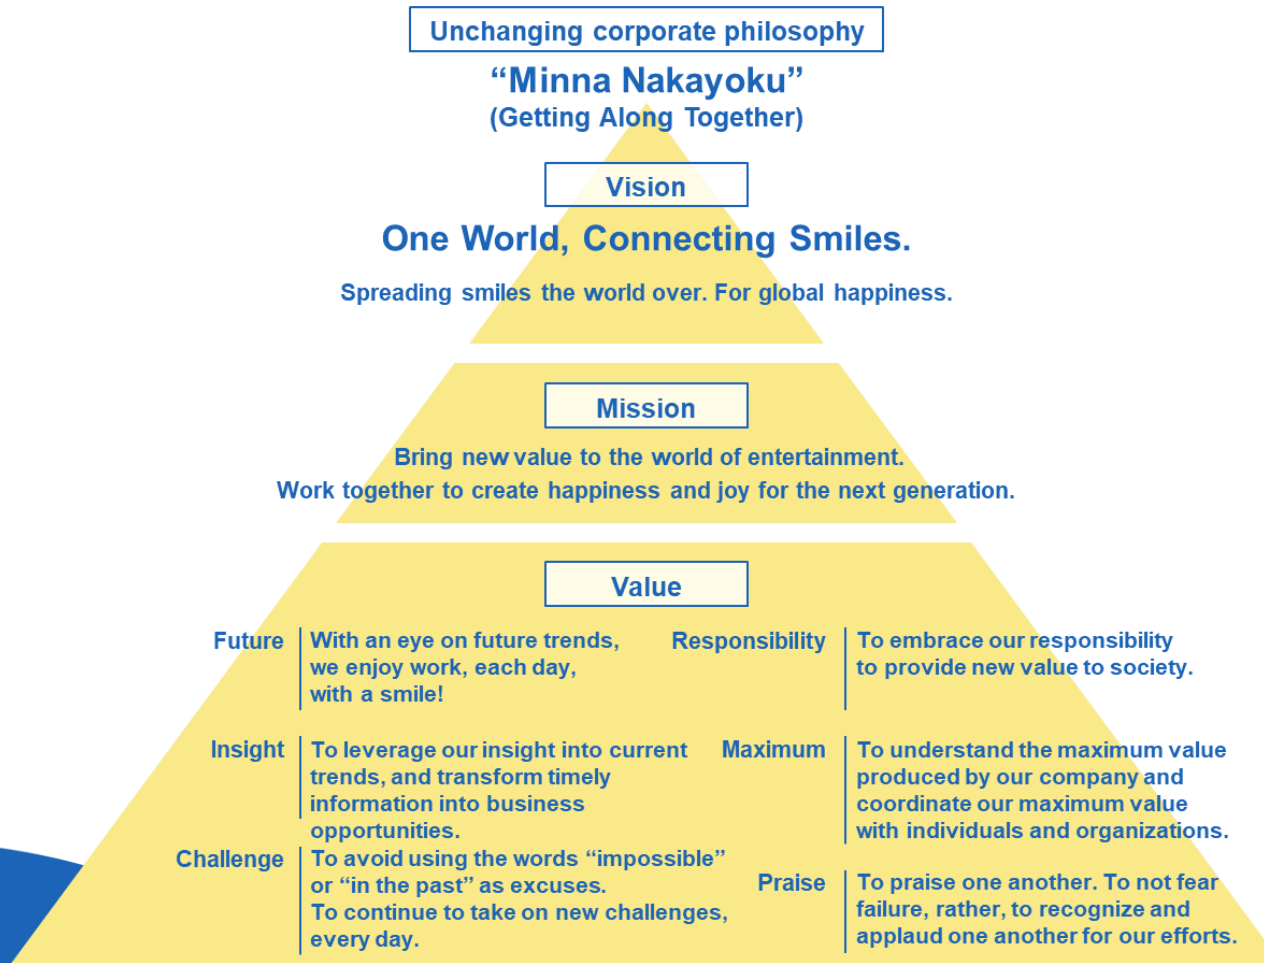 Unchanging corporate philosophy
“Minna Nakayoku”
(Getting Along Together)
Vision
One World, Connecting Smiles.
Spreading smiles the world over. For global happiness.
Mission
Bring new value to the world of entertainment.
Work together to create happiness and joy for the next generation.
Value
Future
With an eye on future trends,
we enjoy work, each day,
with a smile!
Insight
To leverage our insight into current
trends, and transform timely
information into business
opportunities.
Challenge
To avoid using the words “impossible”
or “in the past” as excuses.
To continue to take on new challenges,
every day.
Responsibility
To embrace our responsibility
to provide new value to society.
Maximum
To understand the maximum value
produced by our company and
coordinate our maximum value
with individuals and organizations.
Praise
To praise one another. To not fear
failure, rather, to recognize and
applaud one another for our efforts.